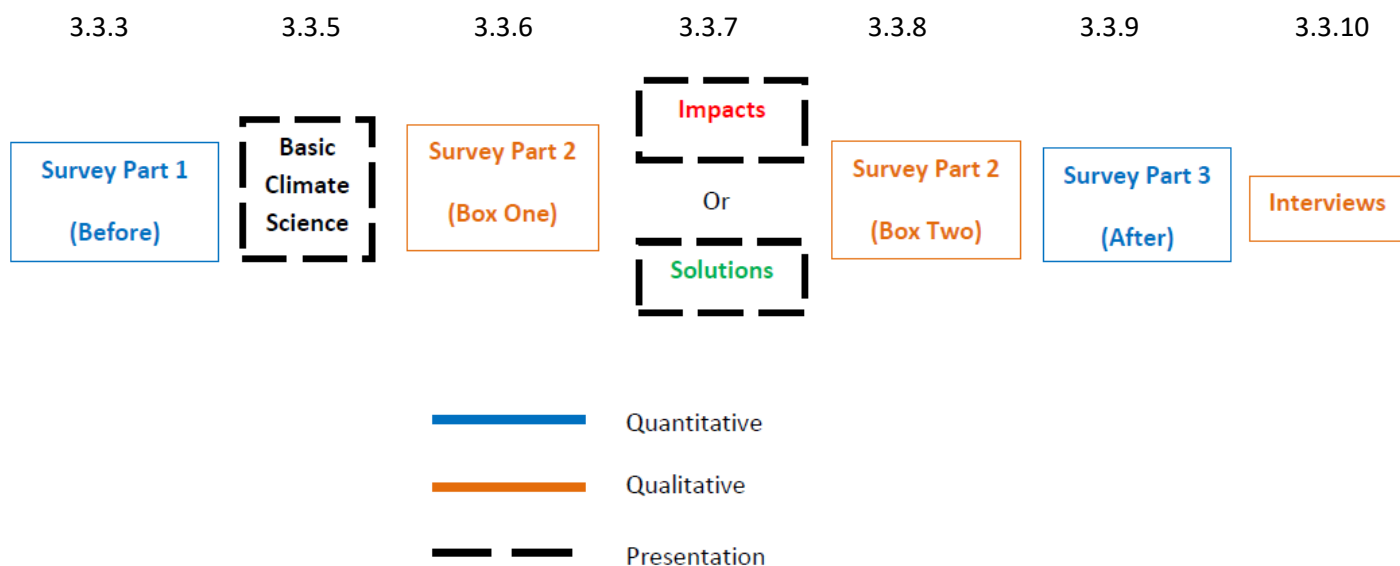 3.3.3 3.3.5 3.3.6 3.3.7 3.3.8 3.3.9 3.3.10
Survey Part 1
(Before)
Basic
Climate
Science
Survey Part 2
(Box One)
Impacts
Or
Solutions
Survey Part 2
(Box Two)
Survey Part 3
(After)
Interviews
Quantitative
Qualitative
Presentation